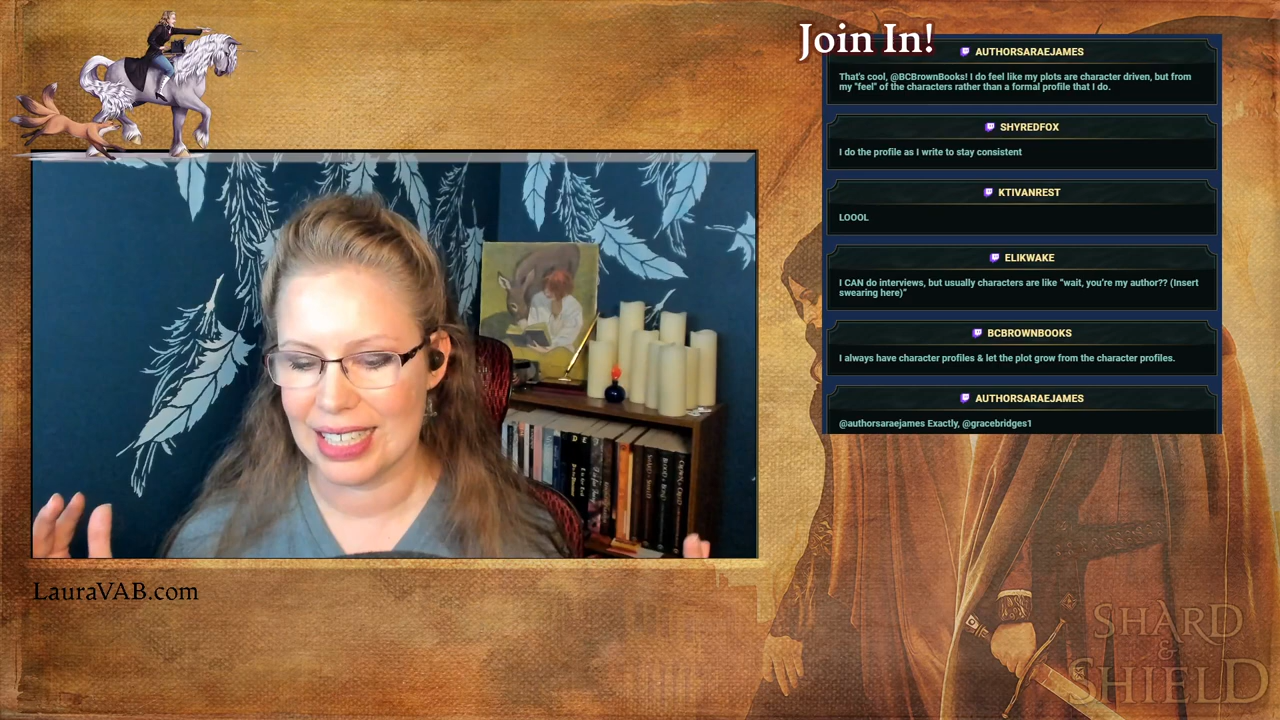 Join In!
AUTHORSARAEJAMES
That's cool, @BCBrownBooks! I do feel like my plots are character driven, but from
my "feel" of the characters rather than a formal profile that I do.
SHYREDFOX
I do the profile as I write to stay consistent
KTIVANREST
LOOOL
ELIKWAKE
I CAN do interviews, but usually characters are like “wait, you’re my author?? (Insert
swearing here)”
BCBROWNBOOKS
I always have character profiles & let the plot grow from the character profiles.
AUTHORSARAEJAMES
@authorsaraejames Exactly, @gracebridges1
LauraVAB.com
SHARD
&
SHIELD